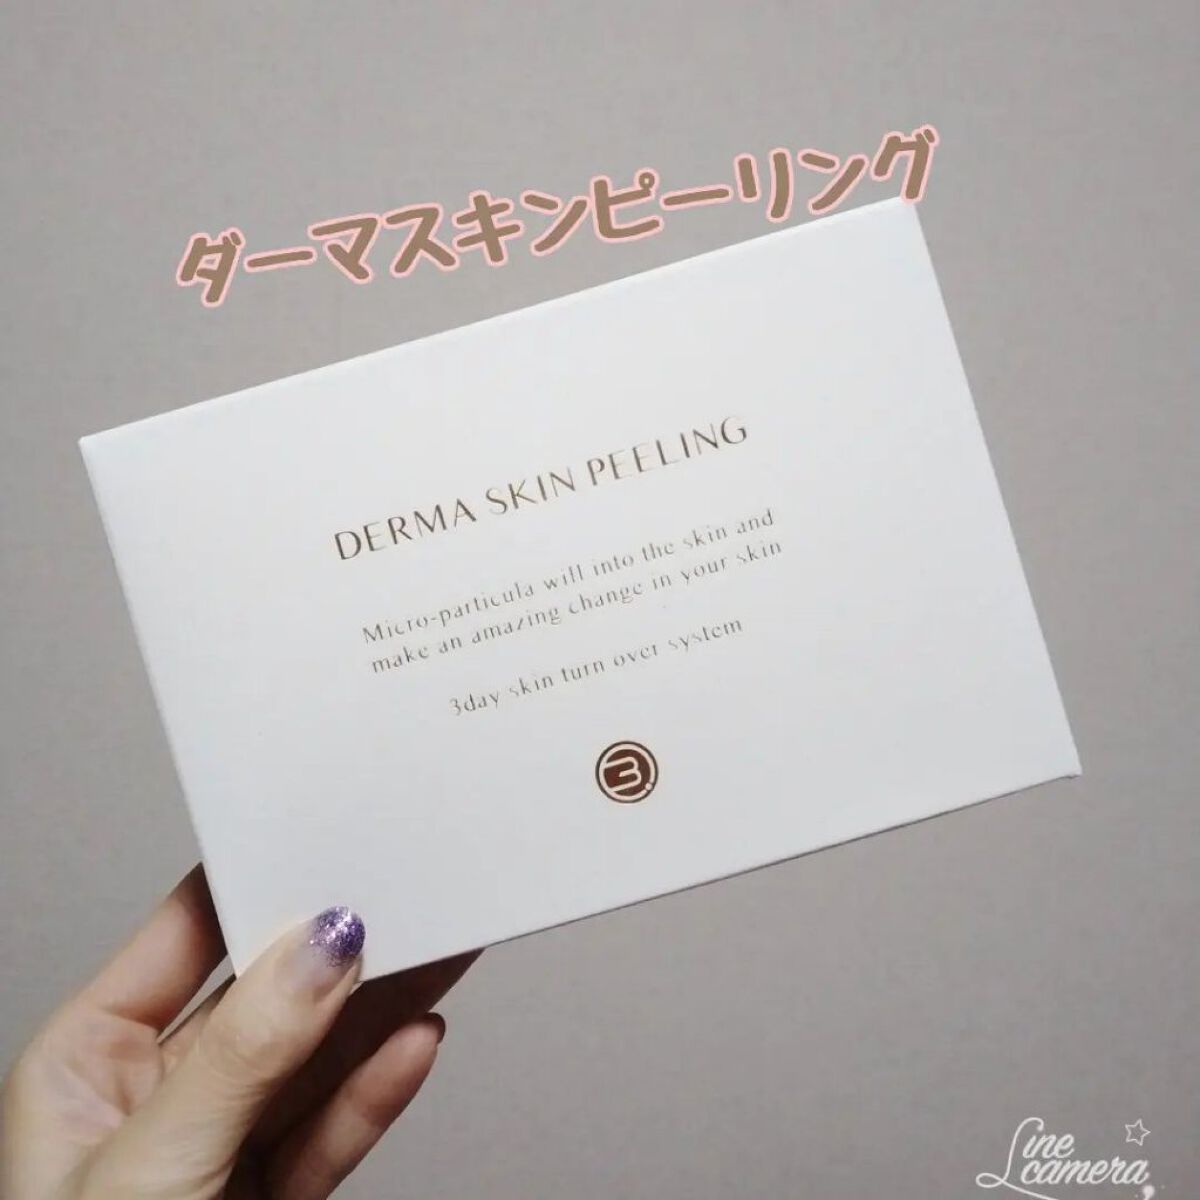 ダーマスキンピーリング
DERMA SKIN PEELING
Micro-particula will into the skin and
make an amazing change in your skin
3day skin turn over system
3.
Line
camera